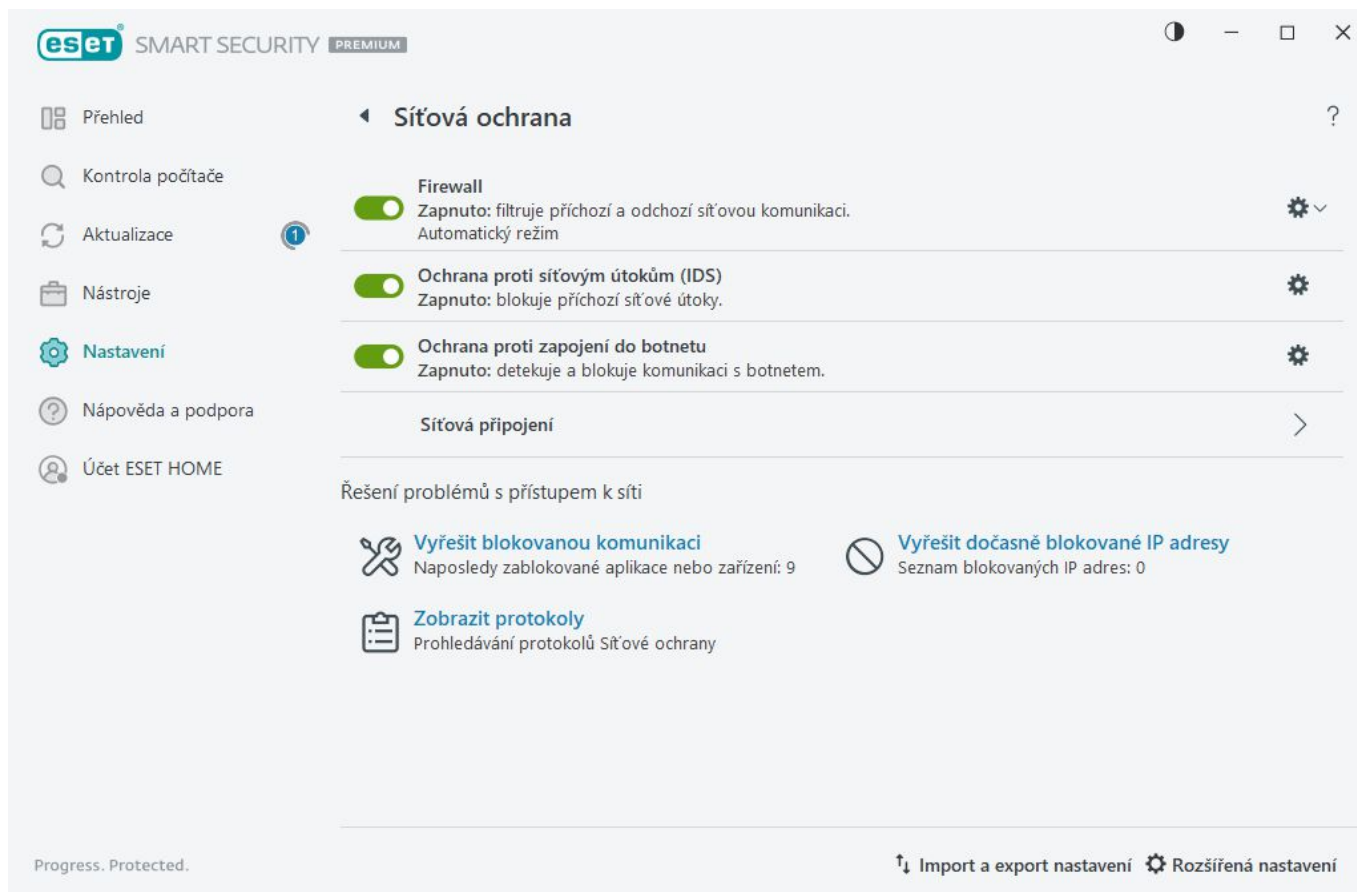 eset SMART SECURITY PREMIUM
Přehled
Kontrola počítače
Aktualizace 1
Nástroje
Nastavení
Nápověda a podpora
Účet ESET HOME
Síťová ochrana ?
Firewall
Zapnuto: filtruje příchozí a odchozí síťovou komunikaci.
Automatický režim
Ochrana proti síťovým útokům (IDS)
Zapnuto: blokuje příchozí síťové útoky.
Ochrana proti zapojení do botnetu
Zapnuto: detekuje a blokuje komunikaci s botnetem.
Síťová připojení
Řešení problémů s přístupem k síti
Vyřešit blokovanou komunikaci
Naposledy zablokované aplikace nebo zařízení: 9
Vyřešit dočasně blokované IP adresy
Seznam blokovaných IP adres: 0
Zobrazit protokoly
Prohledávání protokolů Síťové ochrany
Progress. Protected.
Import a export nastavení Rozšířená nastavení